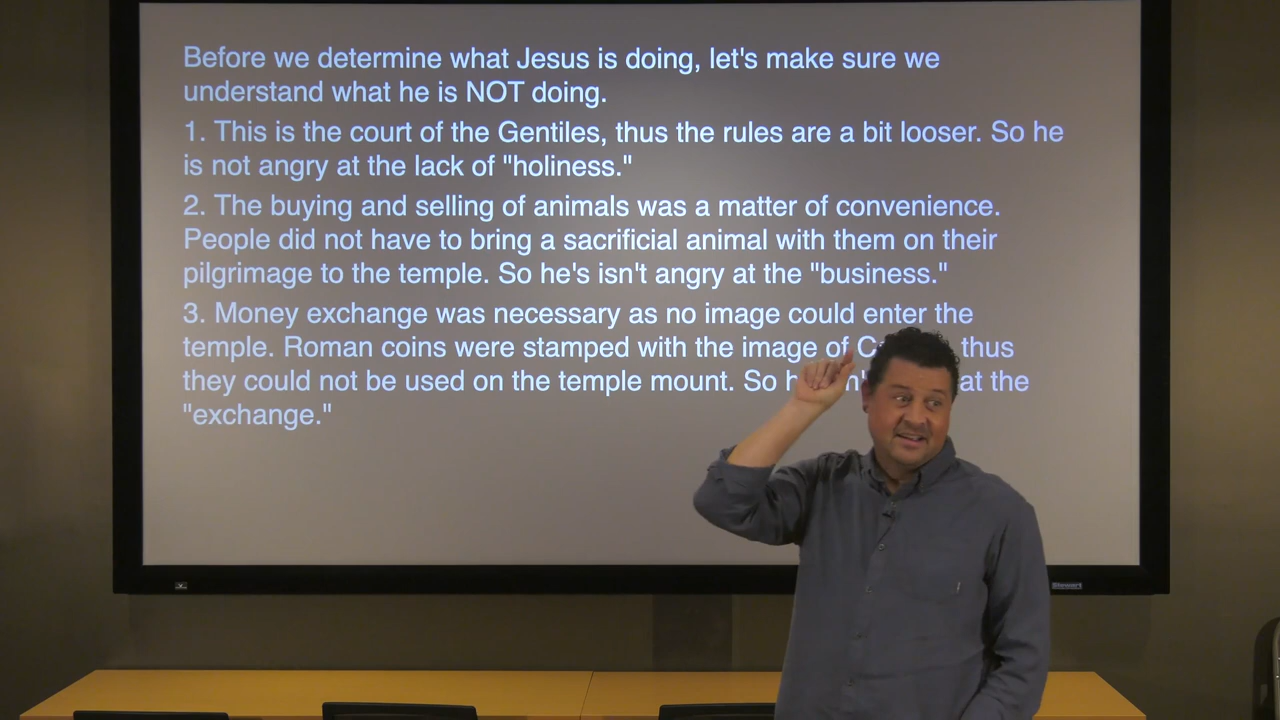 Before we determine what Jesus is doing, let's make sure we
understand what he is NOT doing.
1. This is the court of the Gentiles, thus the rules are a bit looser. So he
is not angry at the lack of "holiness."
2. The buying and selling of animals was a matter of convenience.
People did not have to bring a sacrificial animal with them on their
pilgrimage to the temple. So he's isn't angry at the "business."
3. Money exchange was necessary as no image could enter the
temple. Roman coins were stamped with the image of thus
they could not be used on the temple mount. So at the
"exchange."
Stewart